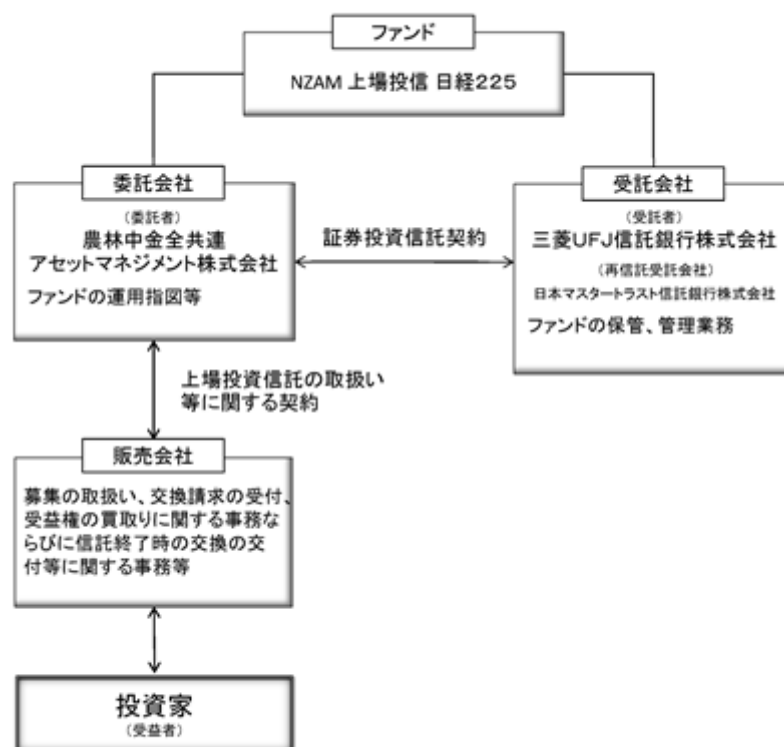 ファンド
NZAM 上場投信 日経225
委託会社
(委託者)
農林中金全共連
アセットマネジメント株式会社
ファンドの運用指図等
証券投資信託契約
受託会社
(受託者)
三菱UFJ信託銀行株式会社
(再信託受託会社)
日本マスタートラスト信託銀行株式会社
ファンドの保管、管理業務
上場投資信託の取扱い
等に関する契約
販売会社
募集の取扱い、交換請求の受付、
受益権の買取りに関する事務な
らびに信託終了時の交換の交
付等に関する事務等
投資家
(受益者)